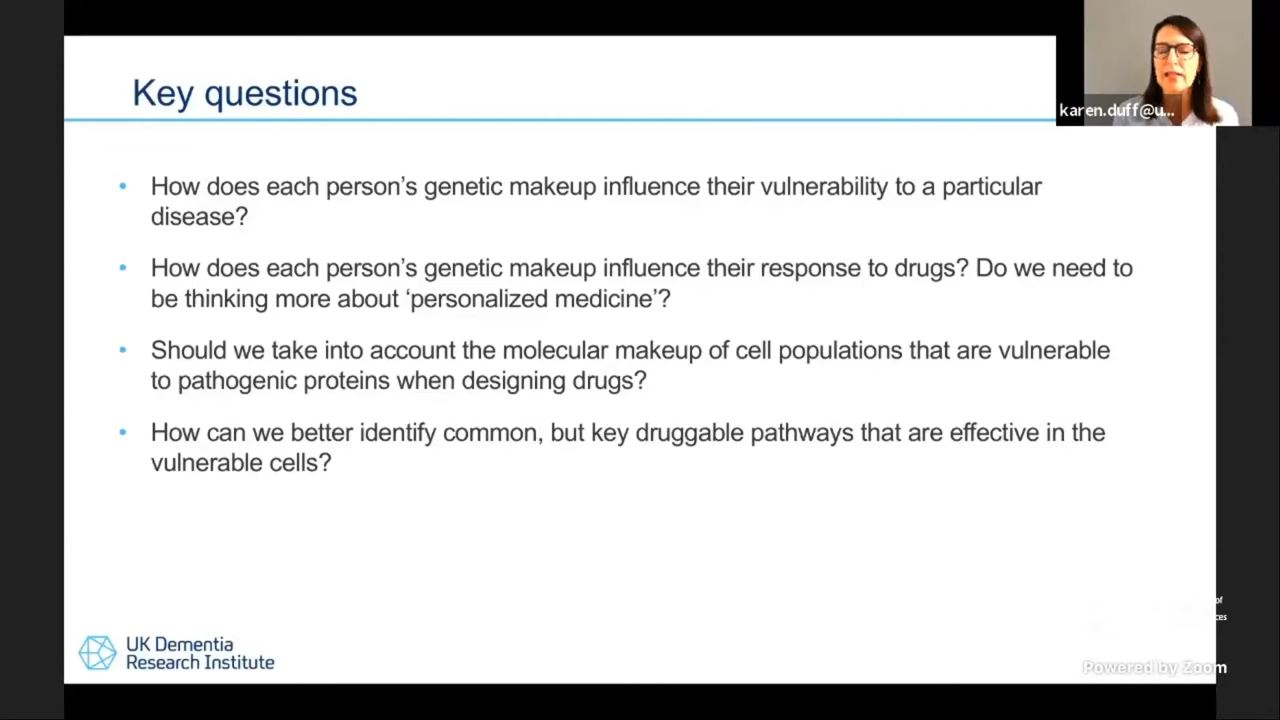 Key questions
karen.duff@u...
• How does each person's genetic makeup influence their vulnerability to a particular
disease?
• How does each person's genetic makeup influence their response to drugs? Do we need to
be thinking more about ‘personalized medicine’?
• Should we take into account the molecular makeup of cell populations that are vulnerable
to pathogenic proteins when designing drugs?
• How can we better identify common, but key druggable pathways that are effective in the
vulnerable cells?
of
ces
UK Dementia
Research Institute
Powered by Zoom